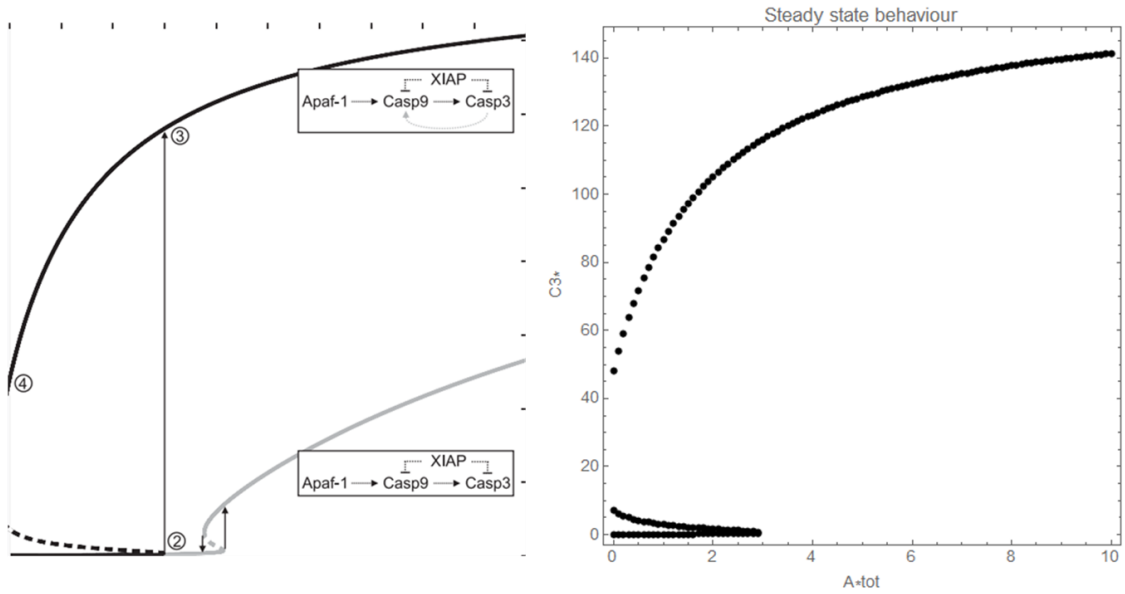 XIAP
Apaf-1 Casp9 Casp3
③
④
②
XIAP
Apaf-1 Casp9 Casp3
Steady state behaviour
140
120
100
80
60
40
20
0
C3*
0 2 4 6 8 10
A*tot